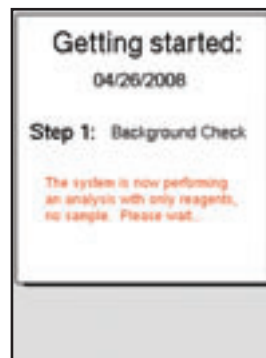 Getting started:
04/26/2008
Step 1: Background Check
The system is now performing
an analysis with only reagents,
no sample. Please wait...